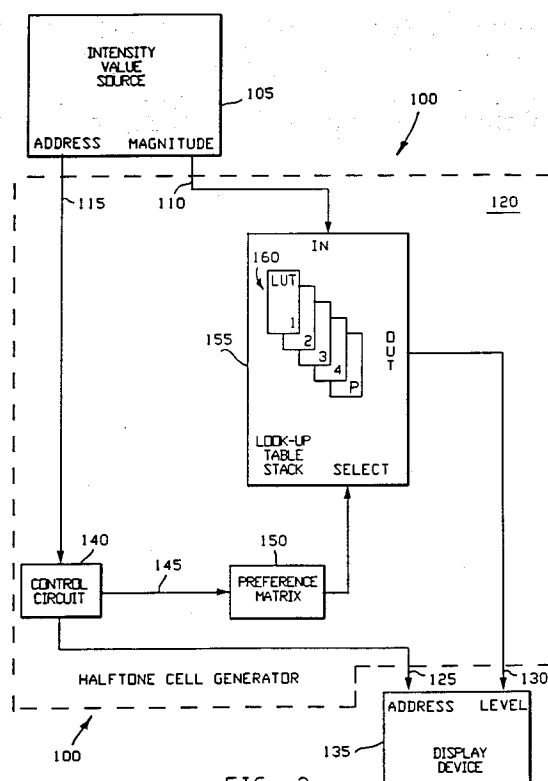 INTENSITY
VALUE
SOURCE
ADDRESS MAGNITUDE
105
100
115
110
120
IN
160
LUT
1
2
3
4
P
155
OUT
LOOK-UP
TABLE
STACK
SELECT
140
CONTROL
CIRCUIT
145
150
PREFERENCE
MATRIX
HALFTONE CELL GENERATOR
125
130
100
ADDRESS LEVEL
135
DISPLAY
DEVICE